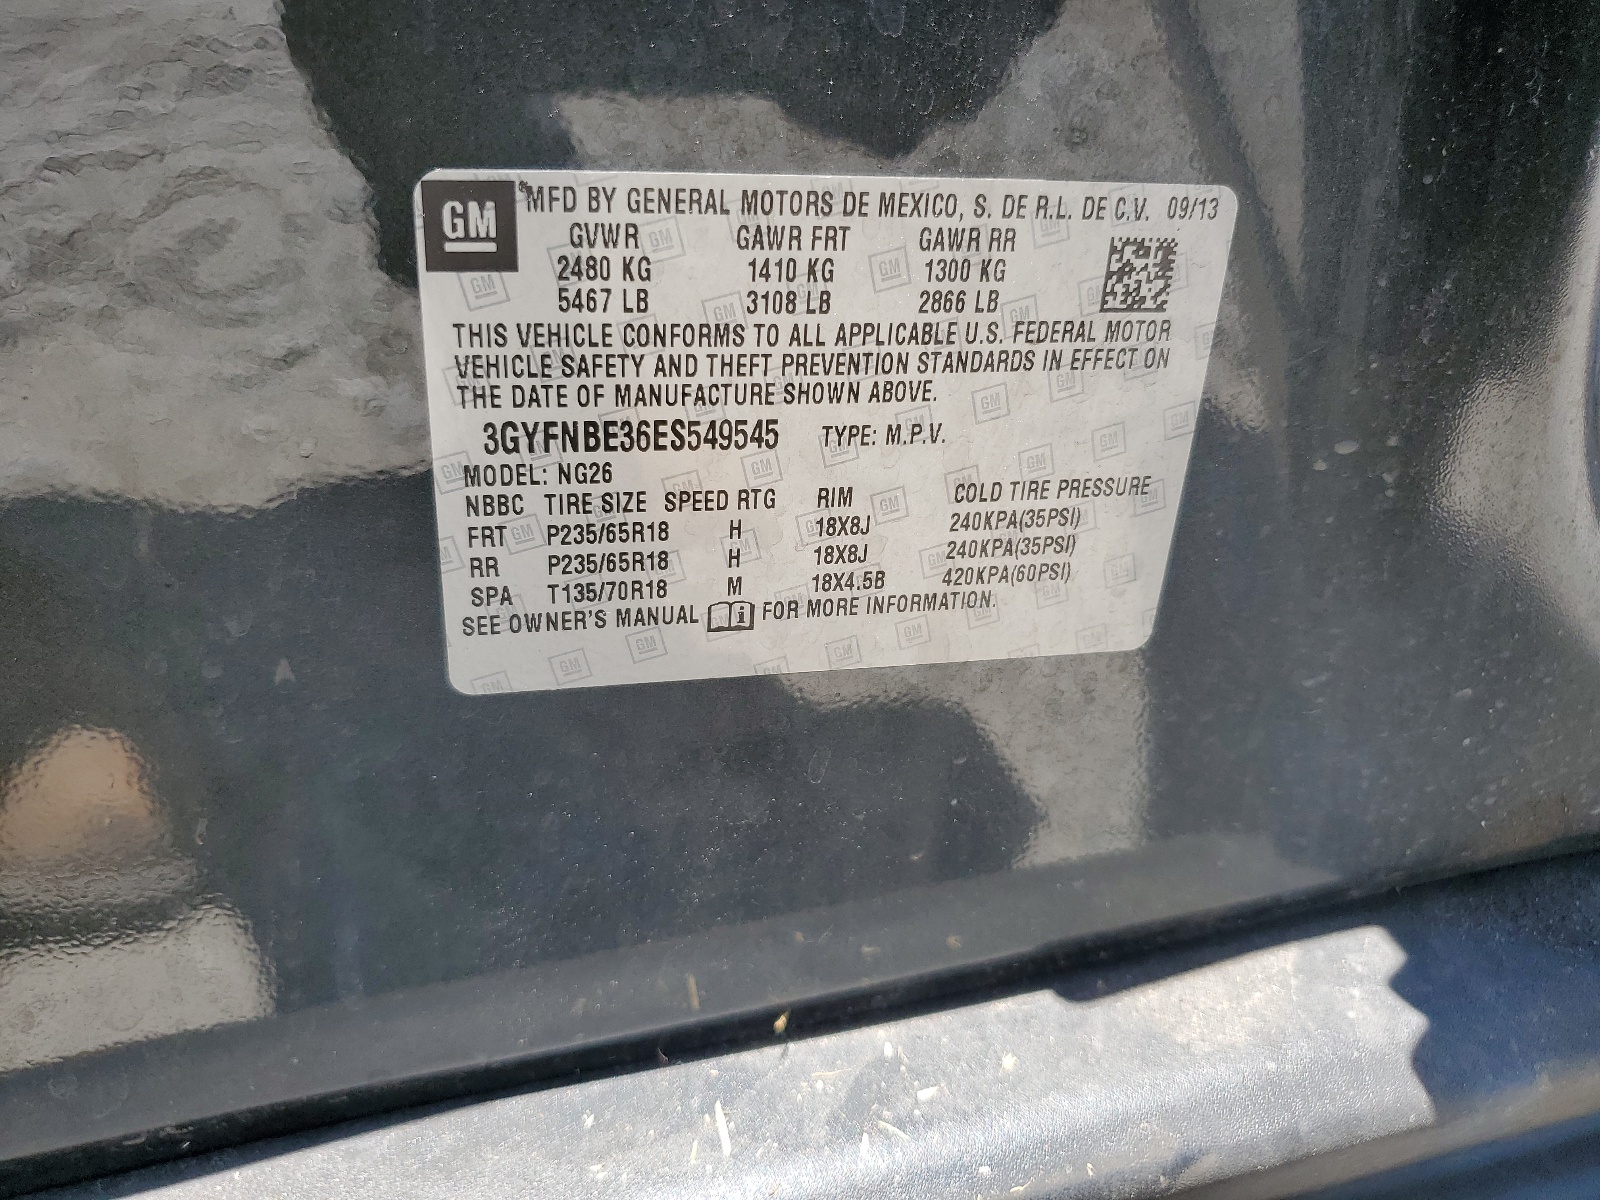 GM MFD BY GENERAL MOTORS DE MEXICO, S. DE R.L. DE C.V. 09/13
GVWR GAWR FRT GAWR RR
2480 KG 1410 KG 1300 KG
5467 LB 3108 LB 2866 LB
THIS VEHICLE CONFORMS TO ALL APPLICABLE U.S. FEDERAL MOTOR
VEHICLE SAFETY AND THEFT PREVENTION STANDARDS IN EFFECT ON
THE DATE OF MANUFACTURE SHOWN ABOVE.
3GYFNBE36ES549545 TYPE: M.P.V.
MODEL: NG26
NBBC TIRE SIZE SPEED RTG RIM COLD TIRE PRESSURE
FRT P235/65R18 H 18X8J 240KPA(35PSI)
RR P235/65R18 H 18X8J 240KPA(35PSI)
SPA T135/70R18 M 18X4.5B 420KPA(60PSI)
SEE OWNER'S MANUAL i FOR MORE INFORMATION.